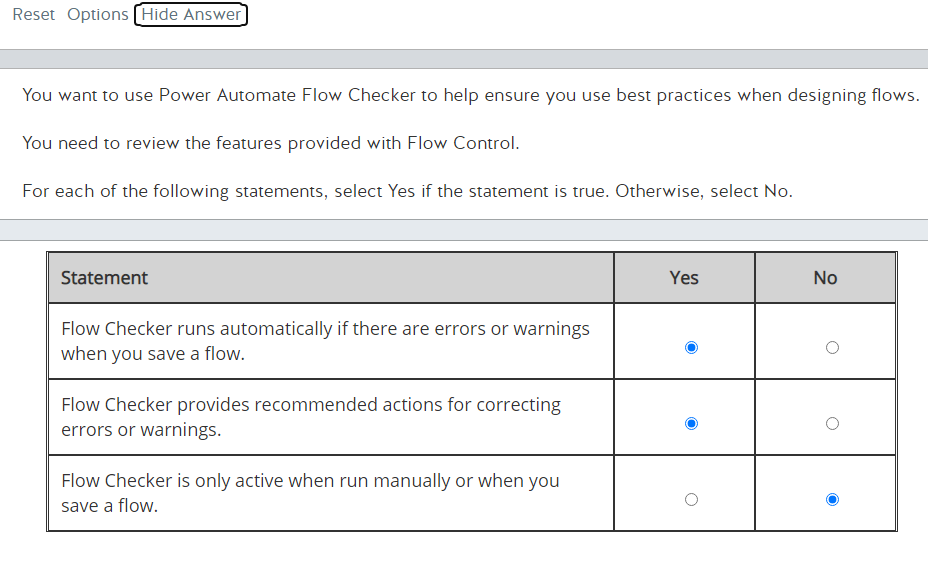 Reset Options Hide Answer
You want to use Power Automate Flow Checker to help ensure you use best practices when designing flows.
You need to review the features provided with Flow Control.
For each of the following statements, select Yes if the statement is true. Otherwise, select No.
Statement Yes No
Flow Checker runs automatically if there are errors or warnings
when you save a flow.
Flow Checker provides recommended actions for correcting
errors or warnings.
Flow Checker is only active when run manually or when you
save a flow.